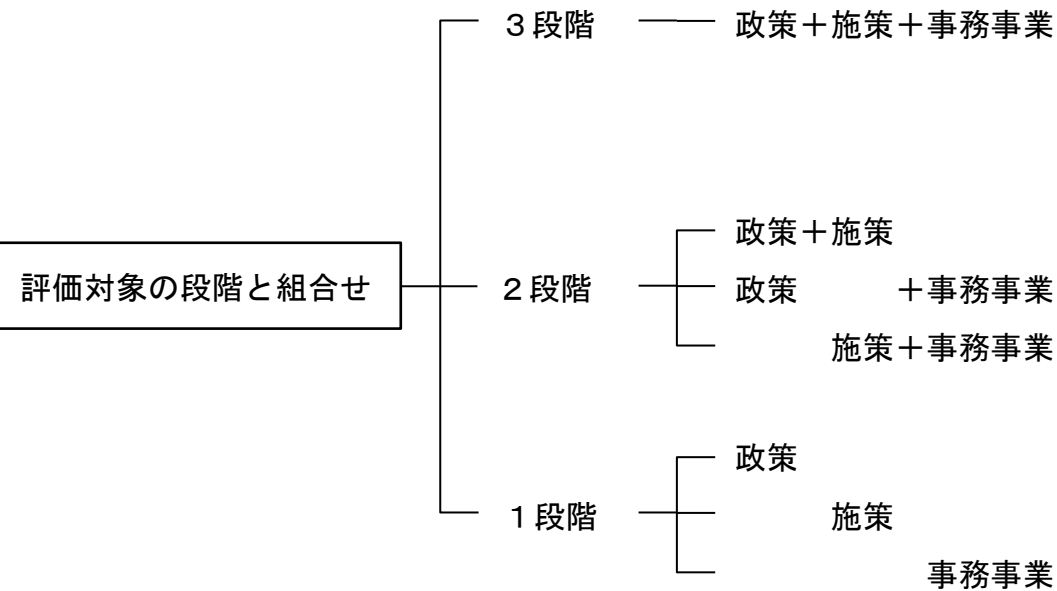 3段階
政策+施策+事務事業
評価対象の段階と組合せ
2段階
政策+施策
政策　　　+事務事業
施策+事務事業
1段階
政策
施策
事務事業